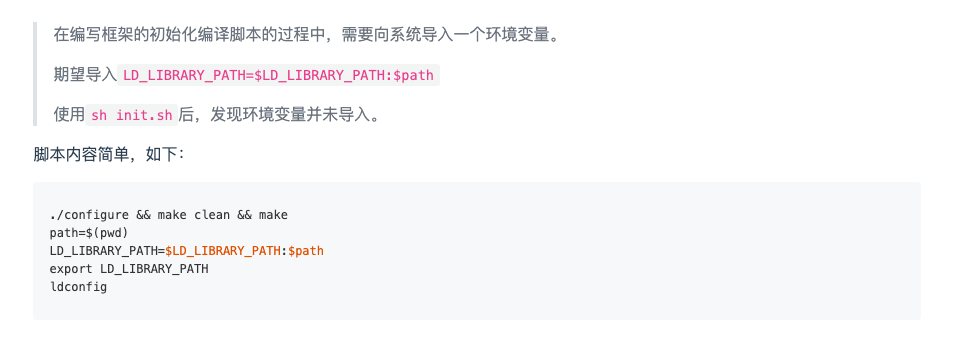 在编写框架的初始化编译脚本的过程中，需要向系统导入一个环境变量。
期望导入 LD_LIBRARY_PATH=$LD_LIBRARY_PATH:$path
使用 sh init.sh 后，发现环境变量并未导入。
脚本内容简单，如下：
./configure && make clean && make
path=$(pwd)
LD_LIBRARY_PATH=$LD_LIBRARY_PATH:$path
export LD_LIBRARY_PATH
ldconfig